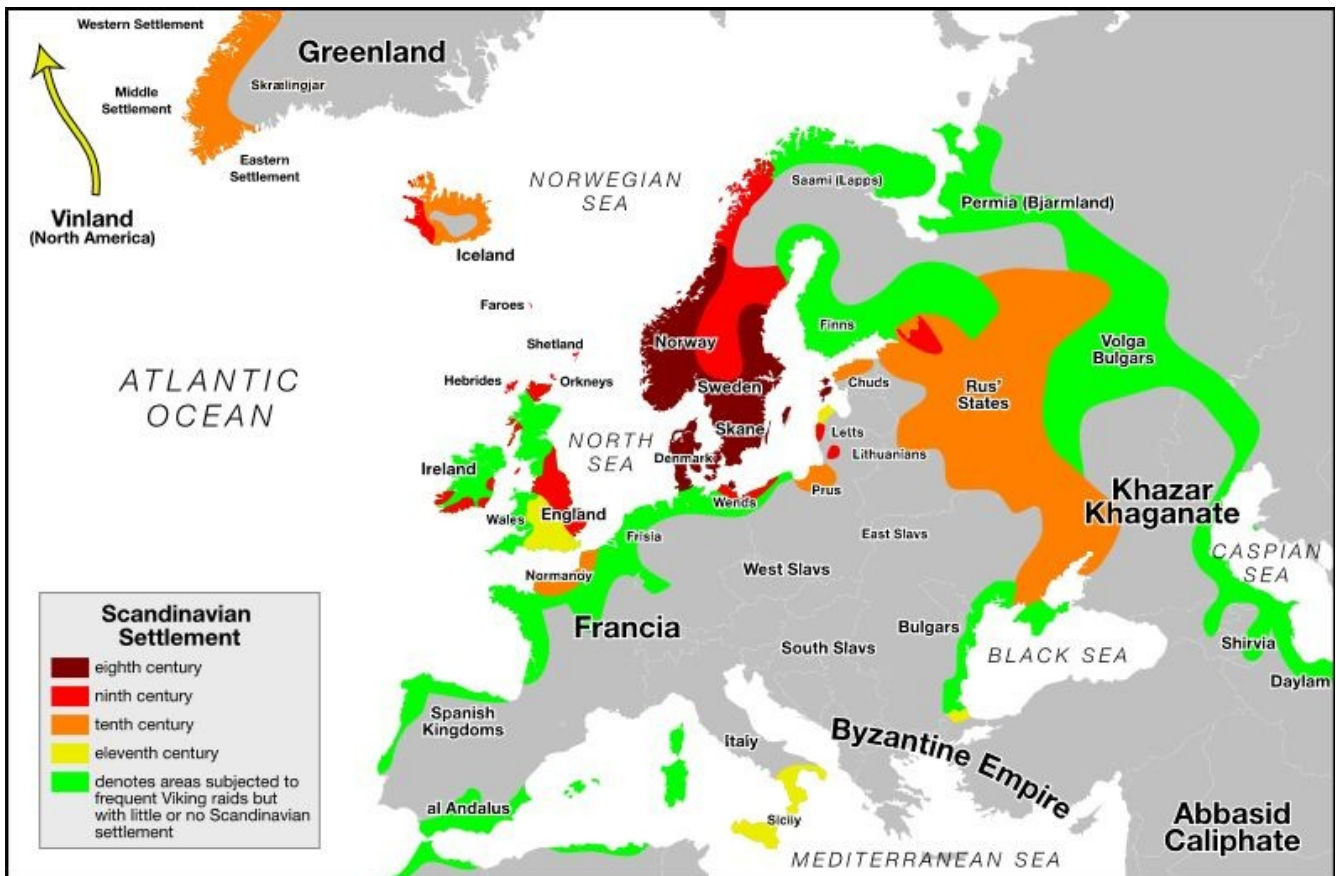 Western Settlement
Greenland
Skrælingjar
Middle
Settlement
Eastern
Settlement
Vinland
(North America)
NORWEGIAN
SEA
Saami (Lapps)
Permia (Bjarmland)
Iceland
Faroes
Finns
Volga
Bulgars
Shetland
Norway
Hebrides
Orkneys
ATLANTIC
OCEAN
Sweden
Chuds
Rus'
States
Skane
NORTH
SEA
Letts
Denmark
Lithuanians
Ireland
Prus
Wends
Khazar
Khaganate
Wales
England
Frisia
East Slavs
CASPIAN
SEA
Normandy
West Slavs
Francia
Bulgars
South Slavs
BLACK SEA
Shirvia
Daylam
Spanish
Kingdoms
Italy
Byzantine Empire
al Andalus
Sicily
Abbasid
Caliphate
MEDITERRANEAN SEA
Scandinavian
Settlement
eighth century
ninth century
tenth century
eleventh century
denotes areas subjected to
frequent Viking raids but
with little or no Scandinavian
settlement